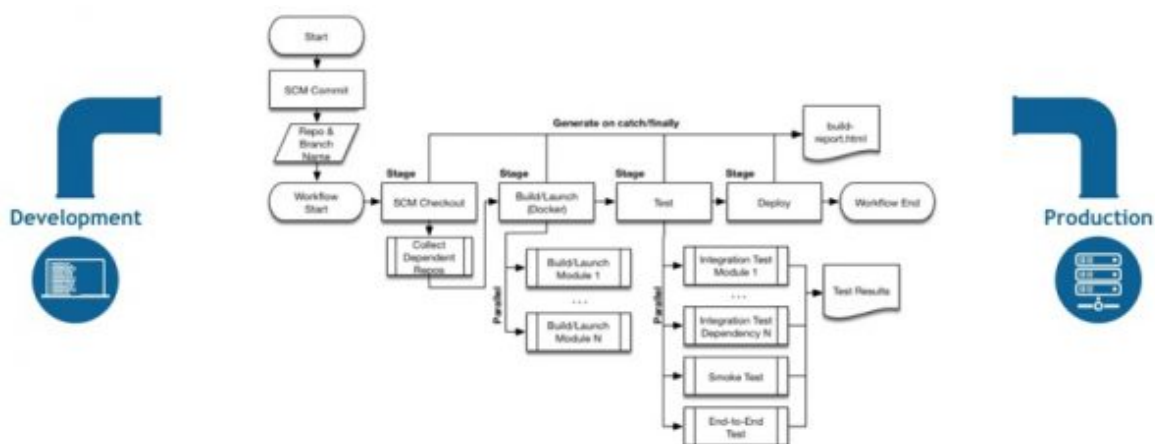 Start
SCM Commit
Repo &
Branch
Name
Generate on catch/finally
build-
report.html
Stage
Stage
Stage
Stage
Workflow
Start
SCM Checkout
Build/Launch
(Docker)
Test
Deploy
Workflow End
Development
Production
Collect
Dependent
Repos
Parallel
Build/Launch
Module 1
...
Build/Launch
Module N
Parallel
Integration Test
Module 1
...
Integration Test
Dependency N
Smoke Test
End-to-End
Test
Test Results